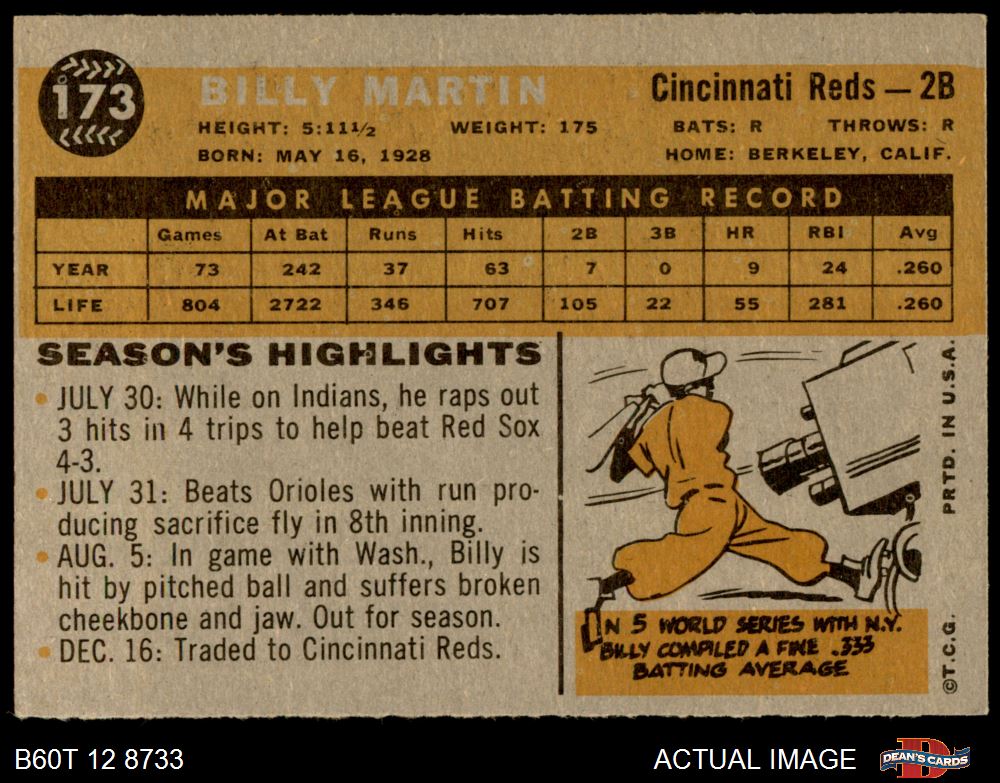 173
BILLY MARTIN
Cincinnati Reds — 2B
HEIGHT: 5:11½ WEIGHT: 175 BATS: R THROWS: R
BORN: MAY 16, 1928 HOME: BERKELEY, CALIF.
MAJOR LEAGUE BATTING RECORD
Games At Bat Runs Hits 2B 3B HR RBI Avg
YEAR 73 242 37 63 7 0 9 24 .260
LIFE 804 2722 346 707 105 22 55 281 .260
SEASON'S HIGHLIGHTS
• JULY 30: While on Indians, he raps out
3 hits in 4 trips to help beat Red Sox
4-3.
• JULY 31: Beats Orioles with run pro-
ducing sacrifice fly in 8th inning.
• AUG. 5: In game with Wash., Billy is
hit by pitched ball and suffers broken
cheekbone and jaw. Out for season.
• DEC. 16: Traded to Cincinnati Reds.
IN 5 WORLD SERIES WITH N.Y.
BILLY COMPILED A FINE .333
BATTING AVERAGE
©T.C.G. PRTD. IN U.S.A.
B60T 12 8733
ACTUAL IMAGE
DEAN'S CARDS